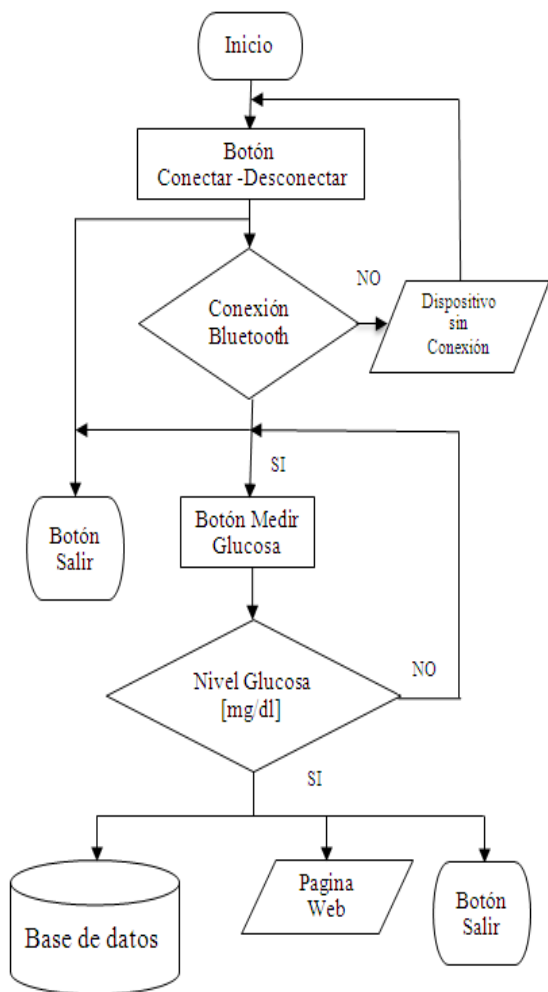 Inicio
Botón
Conectar -Desconectar
NO
Conexión
Bluetooth
Dispositivo
sin
Conexión
SI
Botón
Salir
Botón Medir
Glucosa
Nivel Glucosa
[mg/dl]
NO
SI
Base de datos
Pagina
Web
Botón
Salir